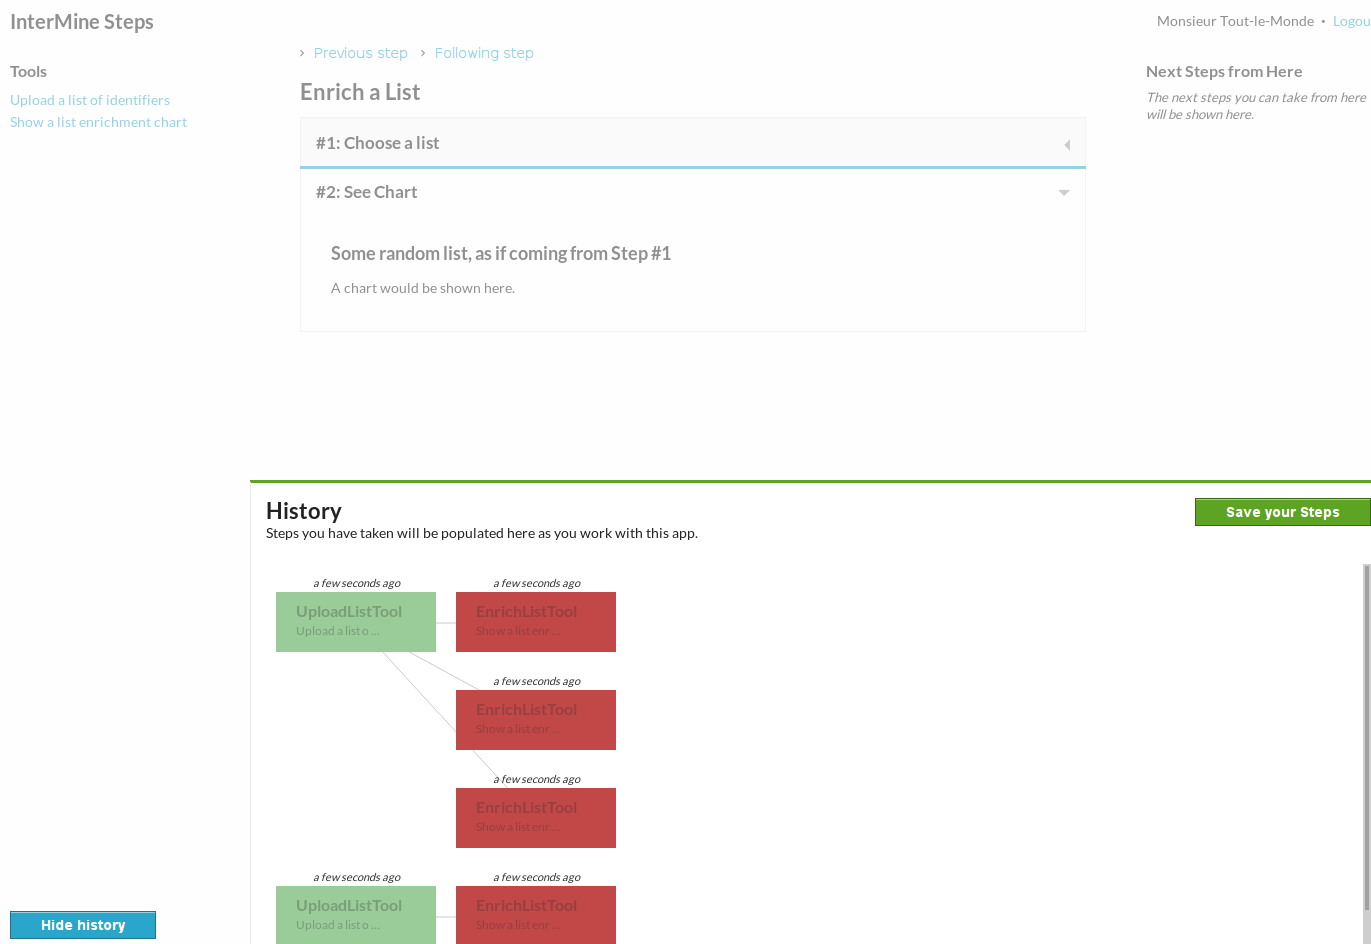 InterMine Steps
Monsieur Tout-le-Monde •
Tools
Upload a list of identifiers
Show a list enrichment chart
› Previous step › Following step
Enrich a List
#1: Choose a list
#2: See Chart
Some random list, as if coming from Step #1
A chart would be shown here.
Next Steps from Here
The next steps you can take from here
will be shown here.
History
Steps you have taken will be populated here as you work with this app.
Save your Steps
a few seconds ago a few seconds ago
UploadListTool EnrichListTool
Upload a list o ... Show a list enr ...
a few seconds ago
EnrichListTool
Show a list enr ...
a few seconds ago
EnrichListTool
Show a list enr ...
a few seconds ago a few seconds ago
UploadListTool EnrichListTool
Upload a list o ... Show a list enr ...
Hide history